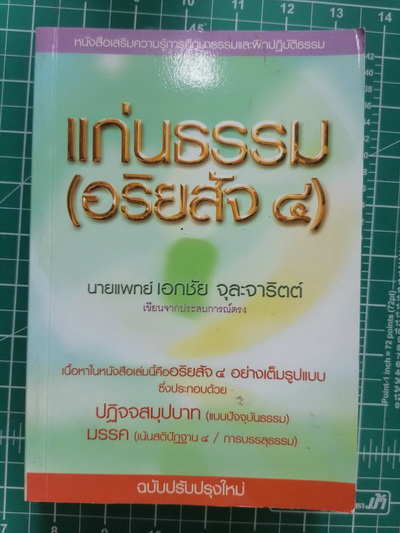 หนังสือเสริมความรู้การศึกษาธรรมและฝึกปฏิบัติธรรม
แก่นธรรม
(อริยสัจ ๔)
นายแพทย์ เอกชัย จุละจาริตต์
เขียนจากประสบการณ์ตรง
เนื้อหาในหนังสือเล่มนี้คืออริยสัจ ๔ อย่างเต็มรูปแบบ
ซึ่งประกอบด้วย
ปฏิจจสมุปบาท (แบบปัจจุบันธรรม)
มรรค (เน้นสติปัฏฐาน ๔ / การบรรลุธรรม)
ฉบับปรับปรุงใหม่
Point-1 inch = 72 points (72pt)